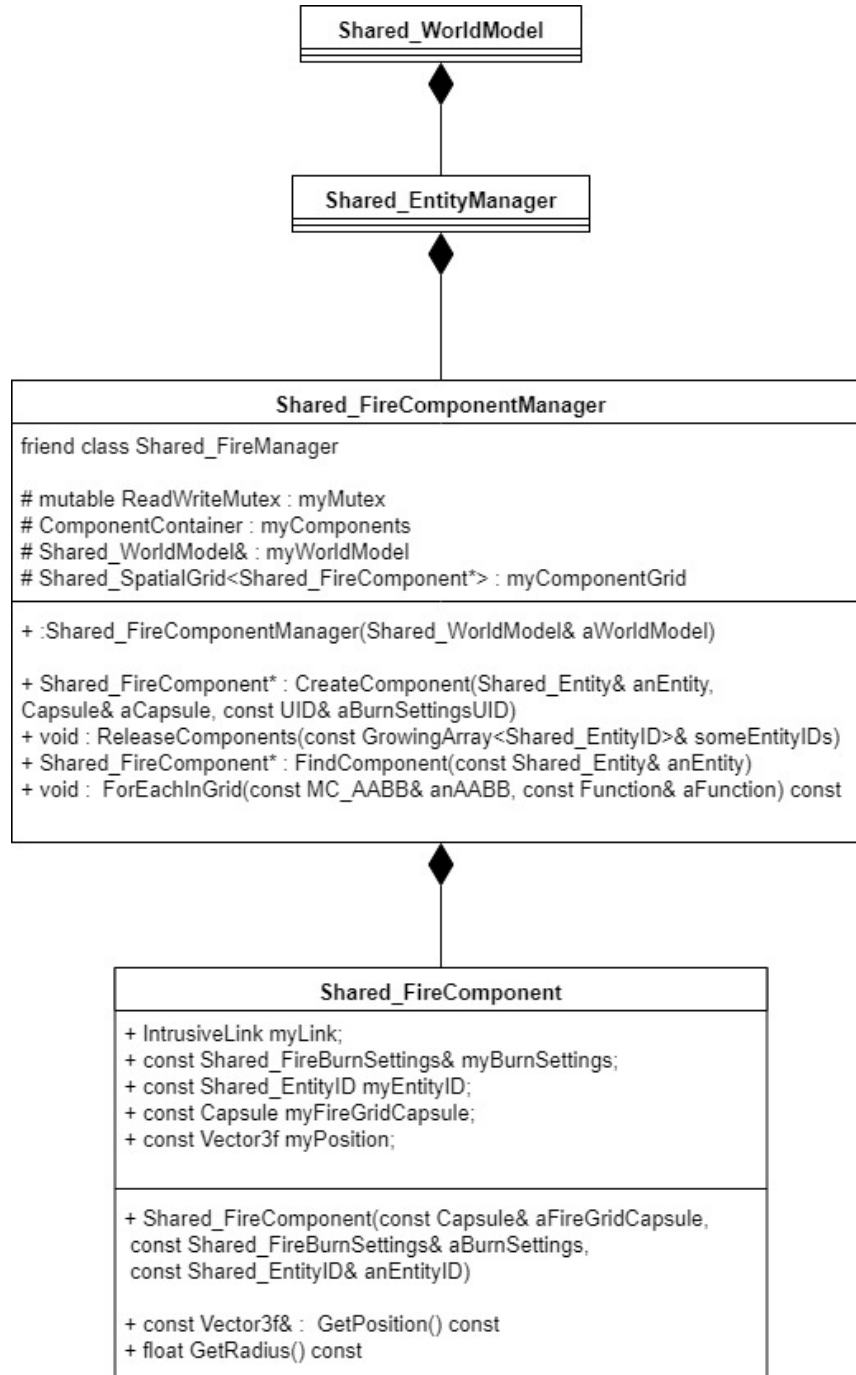 Shared_WorldModel
Shared_EntityManager
Shared_FireComponentManager
friend class Shared_FireManager
# mutable ReadWriteMutex : myMutex
# ComponentContainer : myComponents
# Shared_WorldModel& : myWorldModel
# Shared_SpatialGrid<Shared_FireComponent*> : myComponentGrid
+ :Shared_FireComponentManager(Shared_WorldModel& aWorldModel)
+ Shared_FireComponent* : CreateComponent(Shared_Entity& anEntity,
Capsule& aCapsule, const UID& aBurnSettingsUID)
+ void : ReleaseComponents(const GrowingArray<Shared_EntityID>& someEntityIDs)
+ Shared_FireComponent* : FindComponent(const Shared_Entity& anEntity)
+ void :  ForEachInGrid(const MC_AABB& anAABB, const Function& aFunction) const
Shared_FireComponent
+ IntrusiveLink myLink;
+ const Shared_FireBurnSettings& myBurnSettings;
+ const Shared_EntityID myEntityID;
+ const Capsule myFireGridCapsule;
+ const Vector3f myPosition;
+ Shared_FireComponent(const Capsule& aFireGridCapsule,
const Shared_FireBurnSettings& aBurnSettings,
const Shared_EntityID& anEntityID)
+ const Vector3f& :  GetPosition() const
+ float GetRadius() const